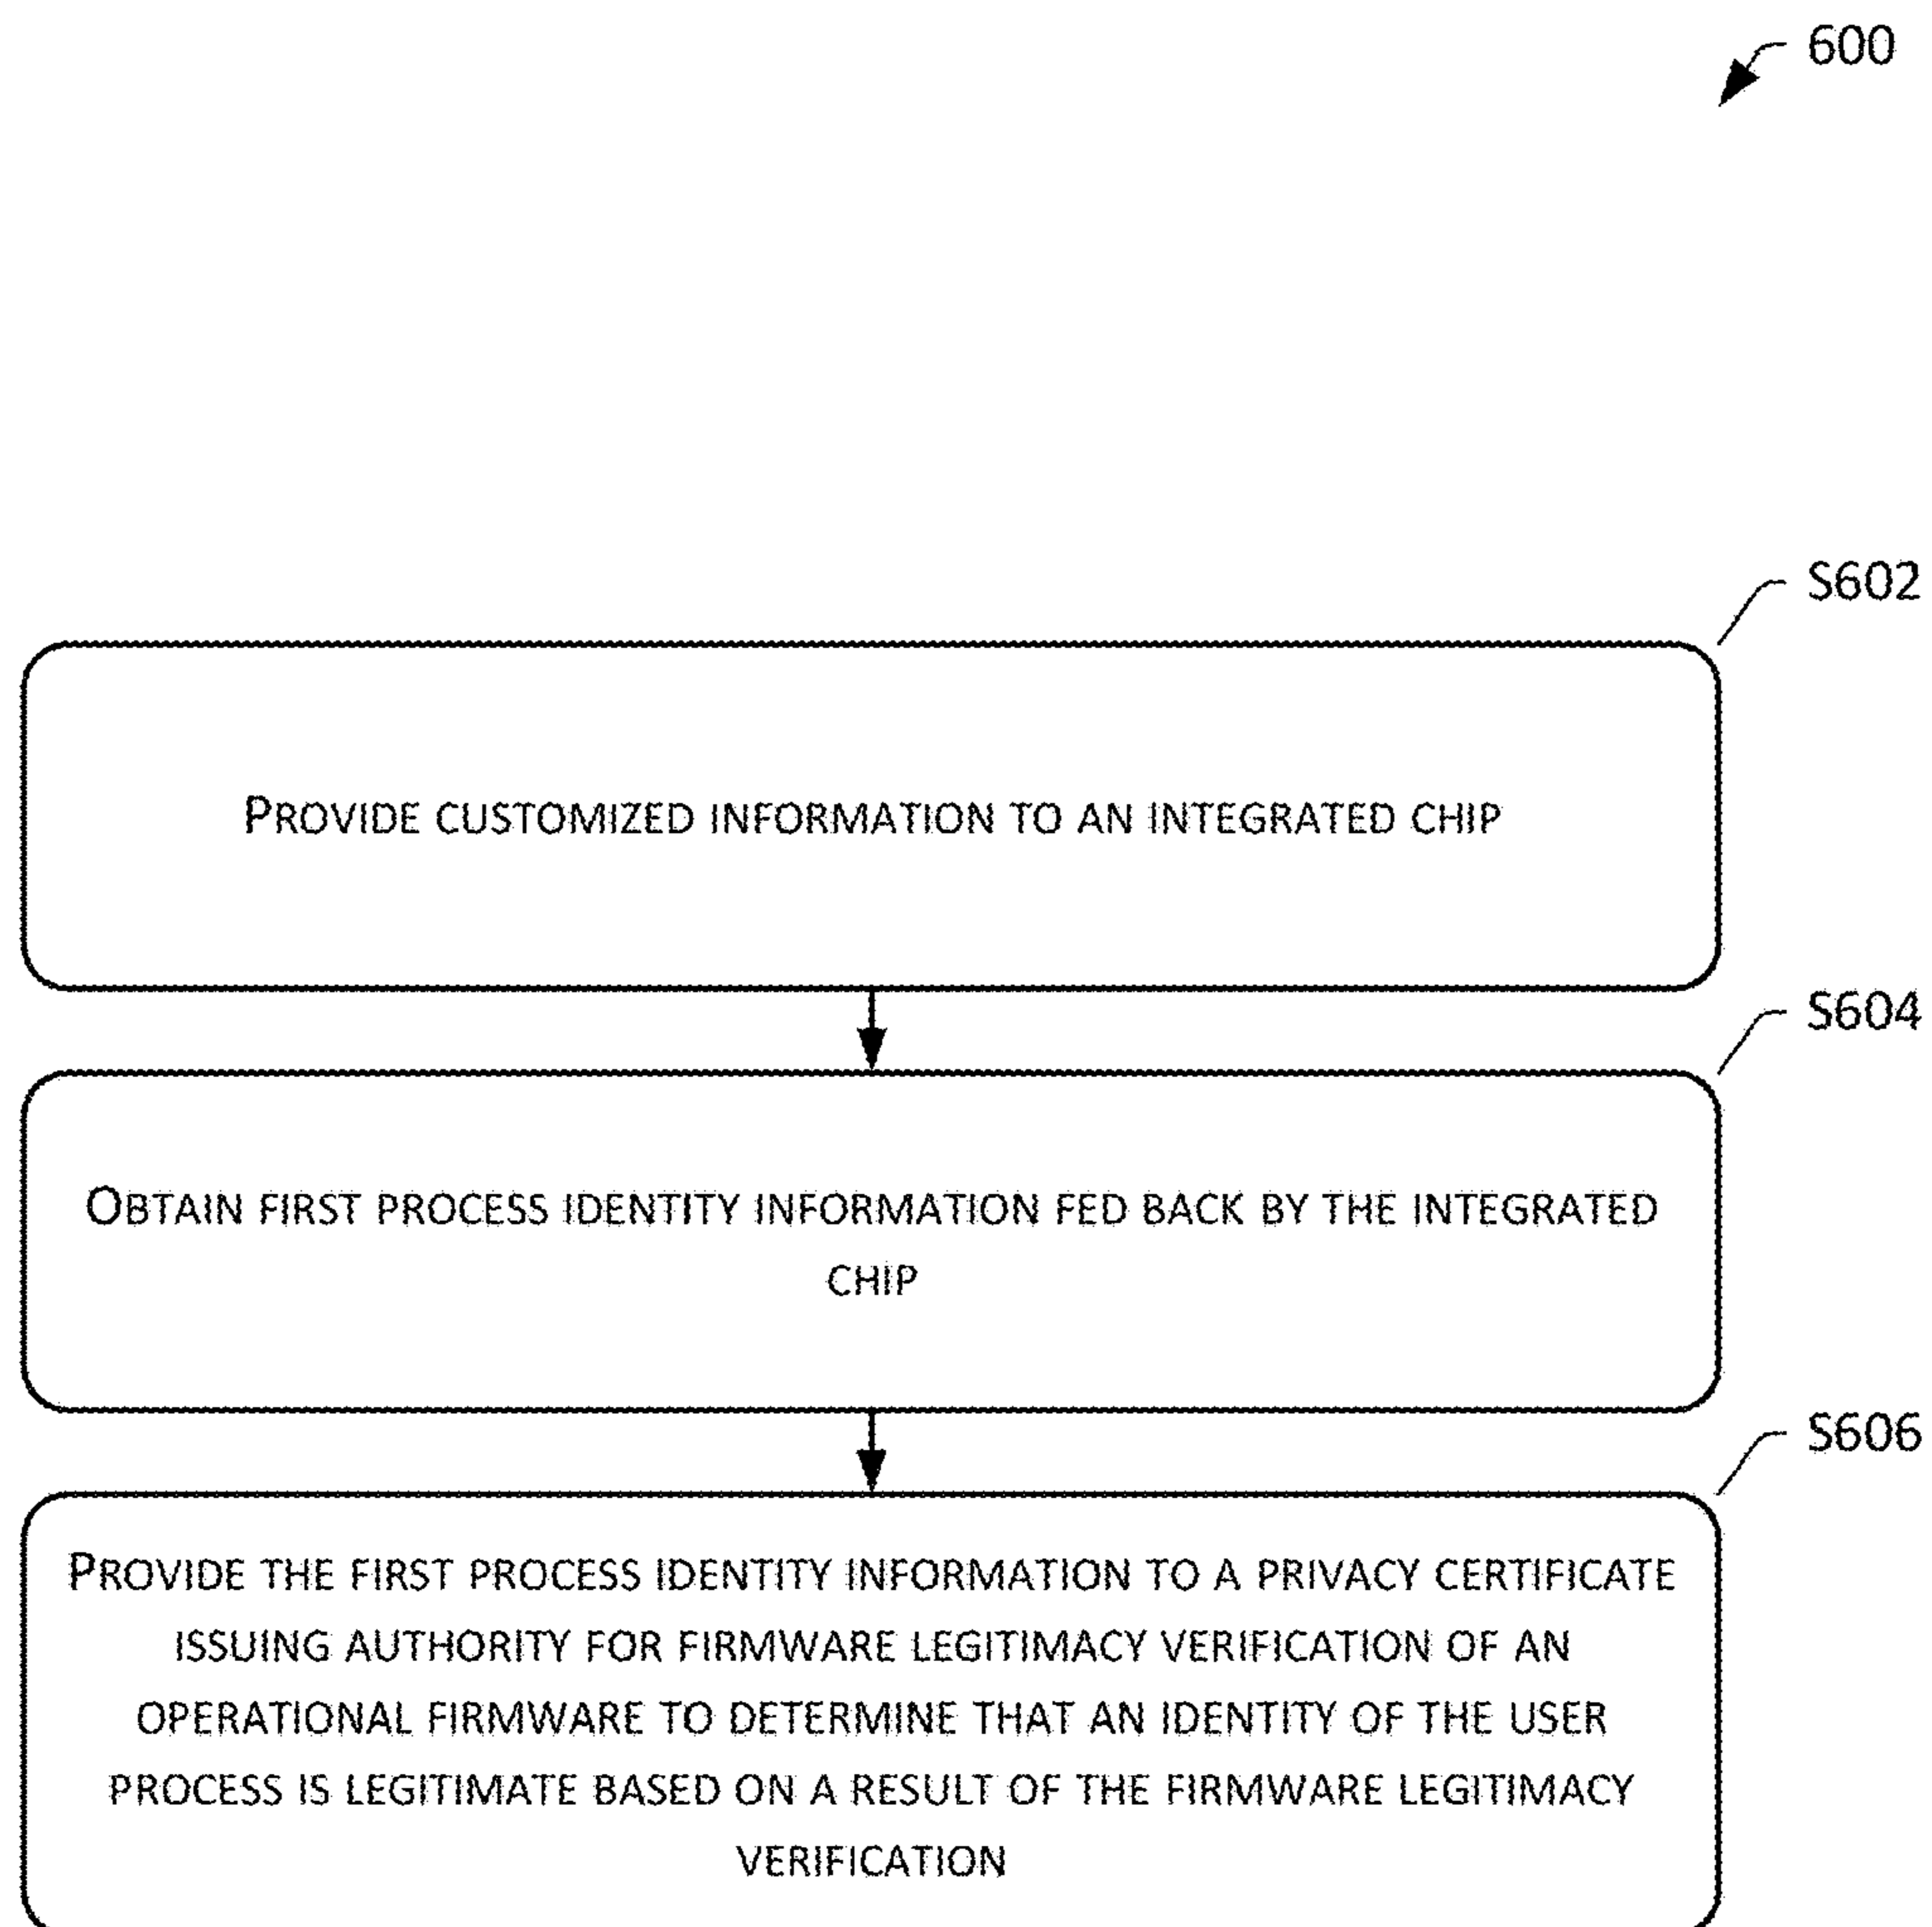 600
S602
PROVIDE CUSTOMIZED INFORMATION TO AN INTEGRATED CHIP
S604
OBTAIN FIRST PROCESS IDENTITY INFORMATION FED BACK BY THE INTEGRATED
CHIP
S606
PROVIDE THE FIRST PROCESS IDENTITY INFORMATION TO A PRIVACY CERTIFICATE
ISSUING AUTHORITY FOR FIRMWARE LEGITIMACY VERIFICATION OF AN
OPERATIONAL FIRMWARE TO DETERMINE THAT AN IDENTITY OF THE USER
PROCESS IS LEGITIMATE BASED ON A RESULT OF THE FIRMWARE LEGITIMACY
VERIFICATION